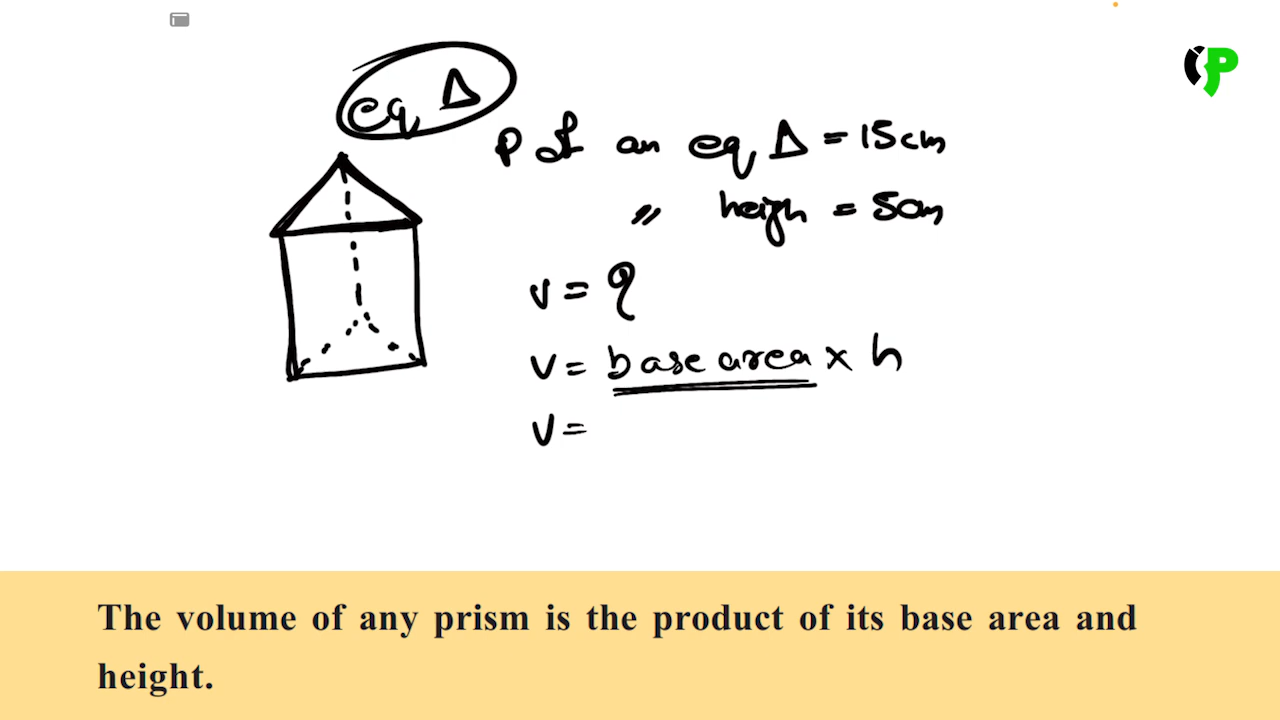 eq Δ
P of an eq Δ = 15cm
" heigh = 5cm
v = ?
V = base area x h
V =
P
The volume of any prism is the product of its base area and
height.